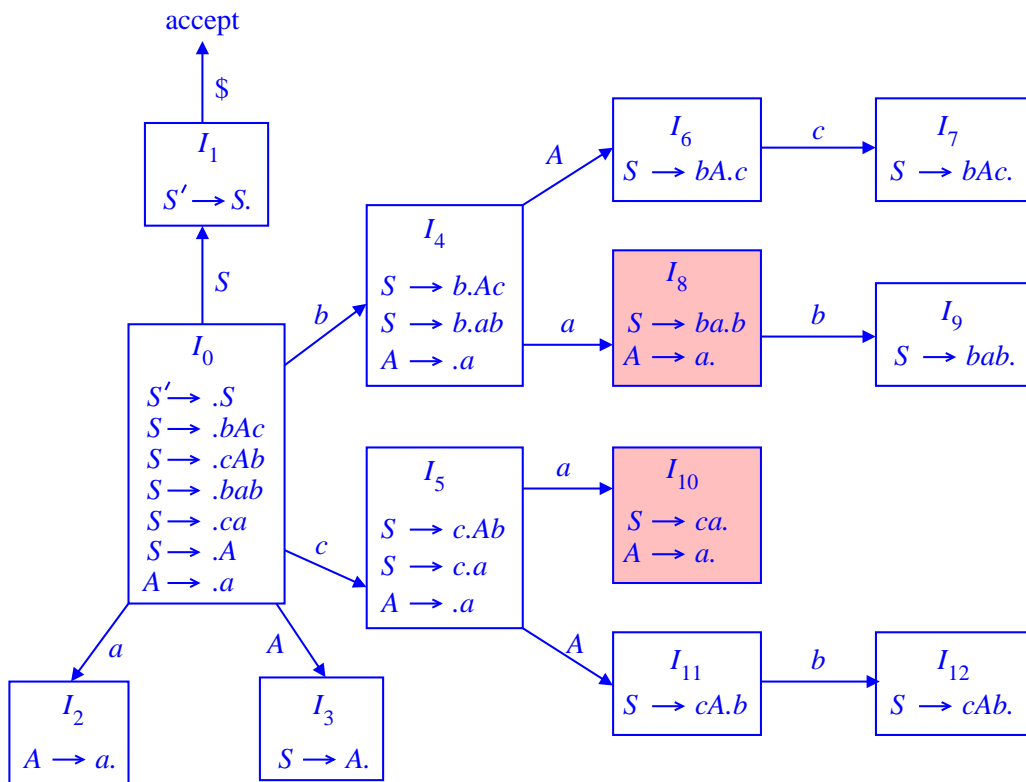 accept
$
I1
S′ → S.
S
I0
S′ → .S
S → .bAc
S → .cAb
S → .bab
S → .ca
S → .A
A → .a
a
I2
A → a.
A
I3
S → A.
b
I4
S → b.Ac
S → b.ab
A → .a
c
I5
S → c.Ab
S → c.a
A → .a
A
I6
S → bA.c
c
I7
S → bAc.
a
I8
S → ba.b
A → a.
b
I9
S → bab.
a
I10
S → ca.
A → a.
A
I11
S → cA.b
b
I12
S → cAb.